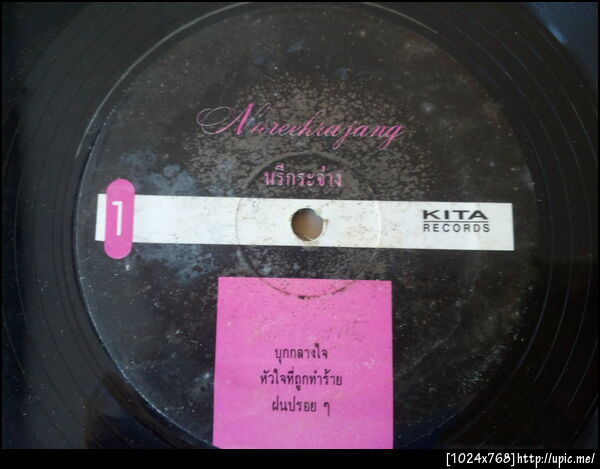 Nhreekrajang
นรีกระจ่าง
1
KITA
RECORDS
บุกกลางใจ
หัวใจที่ถูกทำร้าย
ฝนปรอย ๆ
[1024x768]http://upic.me/